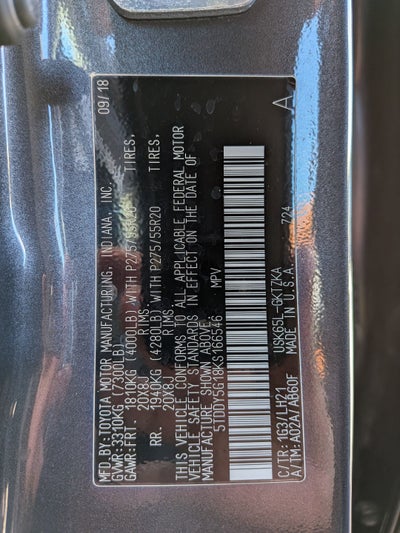 MFD.BY:TOYOTA MOTOR MANUFACTURING, INDIANA, INC. 09/18
GVWR:3310KG (7300LB)
GAWR:FRT. 1810KG (4000LB) WITH P275/55R20 TIRES,
20X8J RIMS
RR. 1940KG (4280LB) WITH P275/55R20 TIRES,
20X8J RIMS
THIS VEHICLE CONFORMS TO ALL APPLICABLE FEDERAL MOTOR
VEHICLE SAFETY STANDARDS IN EFFECT ON THE DATE OF
MANUFACTURE SHOWN ABOVE.
5TDDY5G18KS166546 MPV
USK65L-GKTZKA
C/TR:1G3/LH21 724
A/TM:A02A/AB60F MADE IN U.S.A. A